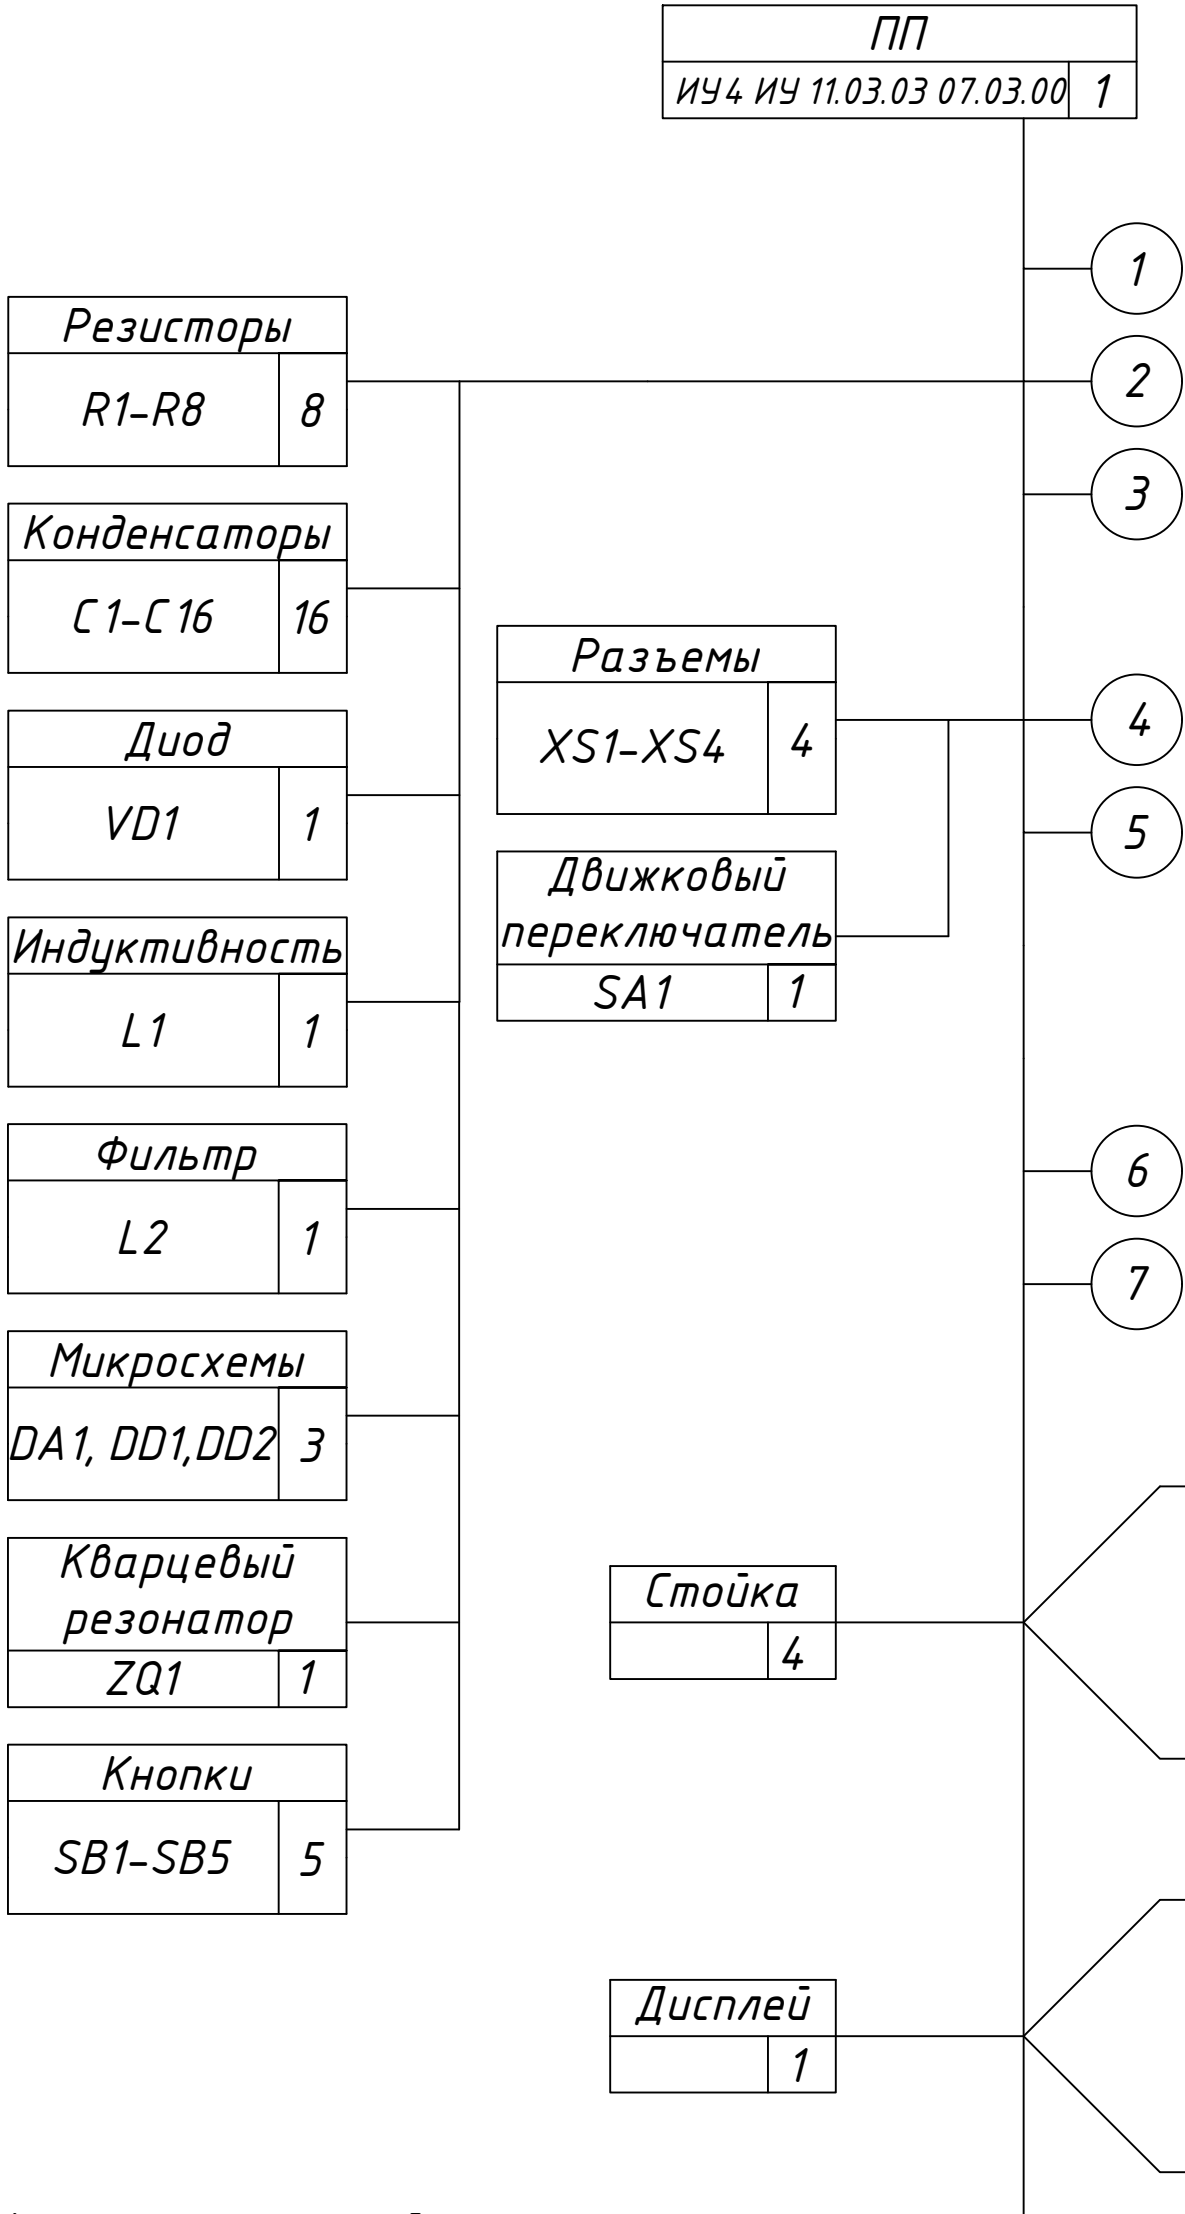 ПП
ИУ4 ИУ 11.03.03 07.03.00 1
1
Резисторы
2
R1-R8 8
3
Конденсаторы
C1-C16 16
Разъемы
XS1-XS4 4
4
Диод
VD1 1
5
Движковый
переключатель
SA1 1
Индуктивность
L1 1
Фильтр
L2 1
6
7
Микросхемы
DA1, DD1,DD2 3
Кварцевый
резонатор
ZQ1 1
Стойка
4
Кнопки
SB1-SB5 5
Дисплей
1